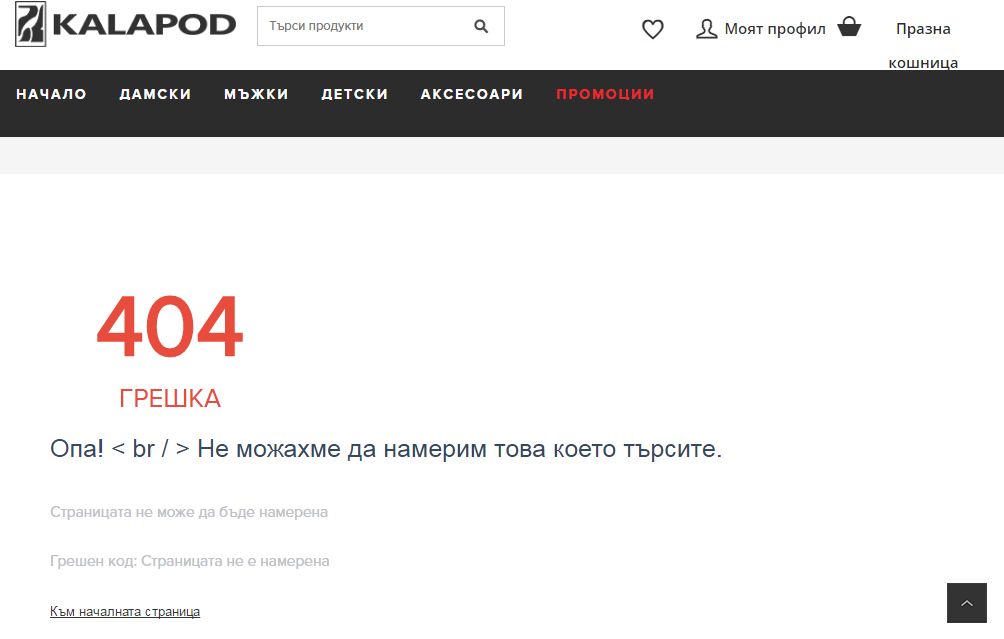 KALAPOD
Търси продукти
Моят профил
Празна
кошница
НАЧАЛО ДАМСКИ МЪЖКИ ДЕТСКИ АКСЕСОАРИ ПРОМОЦИИ
404
ГРЕШКА
Опа! < br / > Не можахме да намерим това което търсите.
Страницата не може да бъде намерена
Грешен код: Страницата не е намерена
Към началната страница